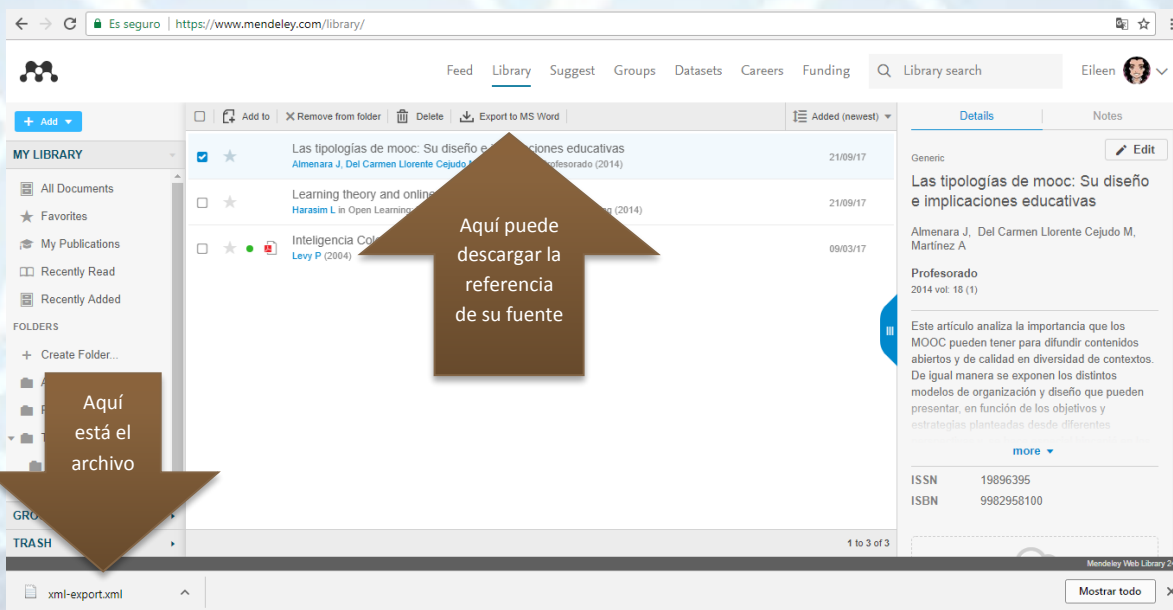 Es seguro | https://www.mendeley.com/library/
Feed Library Suggest Groups Datasets Careers Funding Library search Eileen
+ Add
Add to Remove from folder Delete Export to MS Word Added (newest)
Details Notes
MY LIBRARY
All Documents
Favorites
My Publications
Recently Read
Recently Added
FOLDERS
+ Create Folder...
TRASH
Las tipologías de mooc: Su diseño e ciones educativas
Almenara J, Del Carmen Llorente Cejudo (2014)
21/09/17
Learning theory and online
Harasim L in Open Learning (2014)
21/09/17
Inteligencia
Levy P (2004)
09/03/17
Aquí puede
descargar la
referencia
de su fuente
Aquí
está el
archivo
1 to 3 of 3
Edit
Generic
Las tipologías de mooc: Su diseño
e implicaciones educativas
Almenara J, Del Carmen Llorente Cejudo M,
Martínez A
Profesorado
2014 vol: 18 (1)
Este artículo analiza la importancia que los
MOOC pueden tener para difundir contenidos
abiertos y de calidad en diversidad de contextos.
De igual manera se exponen los distintos
modelos de organización y diseño que pueden
presentar, en función de los objetivos y
estrategias planteadas desde diferentes
more
ISSN 19896395
ISBN 9982958100
Mendeley Web Library
xml-export.xml
Mostrar todo